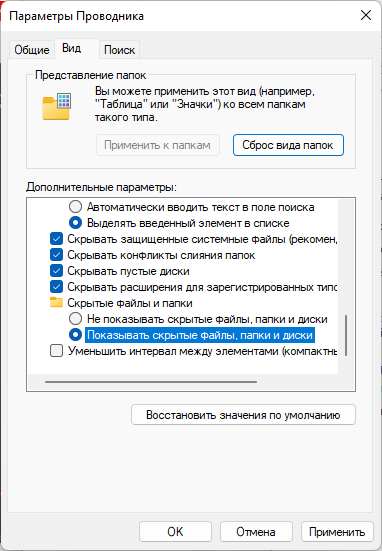 Параметры Проводника
Общие
Вид
Поиск
Представление папок
Вы можете применить этот вид (например,
"Таблица" или "Значки") ко всем папкам
такого типа.
Применить к папкам
Сброс вида папок
Дополнительные параметры:
Автоматически вводить текст в поле поиска
Выделять введенный элемент в списке
Скрывать защищенные системные файлы (рекомен,
Скрывать конфликты слияния папок
Скрывать пустые диски
Скрывать расширения для зарегистрированных типо
Скрытые файлы и папки
Не показывать скрытые файлы, папки и диски
Показывать скрытые файлы, папки и диски
Уменьшить интервал между элементами (компактны
Восстановить значения по умолчанию
OK
Отмена
Применить